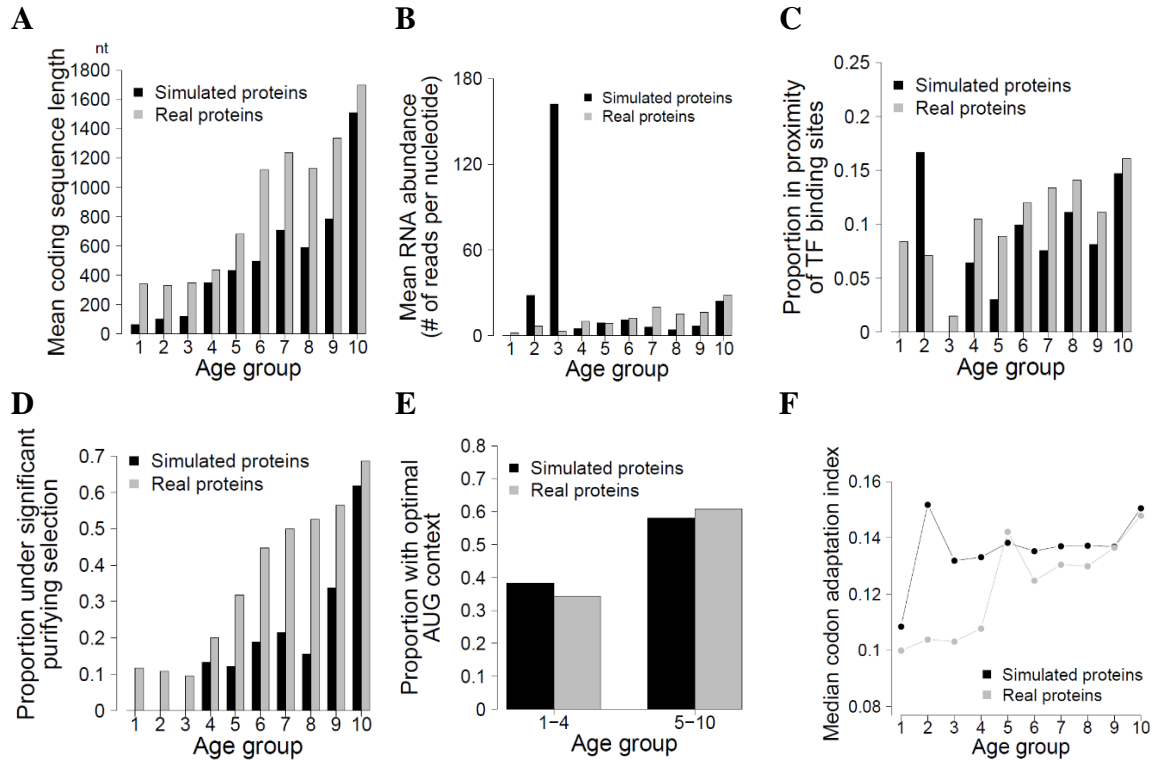 A
nt
Mean coding sequence length
1800
1600
1400
1200
1000
800
600
400
200
0
Simulated proteins
Real proteins
1 2 3 4 5 6 7 8 9 10
Age group
B
Mean RNA abundance
(# of reads per nucleotide)
180
120
60
0
Simulated proteins
Real proteins
1 2 3 4 5 6 7 8 9 10
Age group
C
Proportion in proximity
of TF binding sites
0.25
0.2
0.15
0.1
0.05
0
Simulated proteins
Real proteins
1 2 3 4 5 6 7 8 9 10
Age group
D
Proportion under significant
purifying selection
0.7
0.6
0.5
0.4
0.3
0.2
0.1
0
Simulated proteins
Real proteins
1 2 3 4 5 6 7 8 9 10
Age group
E
Proportion with optimal
AUG context
0.8
0.7
0.6
0.5
0.4
0.3
0.2
0.1
0
Simulated proteins
Real proteins
1−4 5−10
Age group
F
Median codon adaptation index
0.16
0.14
0.12
0.1
0.08
Simulated proteins
Real proteins
1 2 3 4 5 6 7 8 9 10
Age group